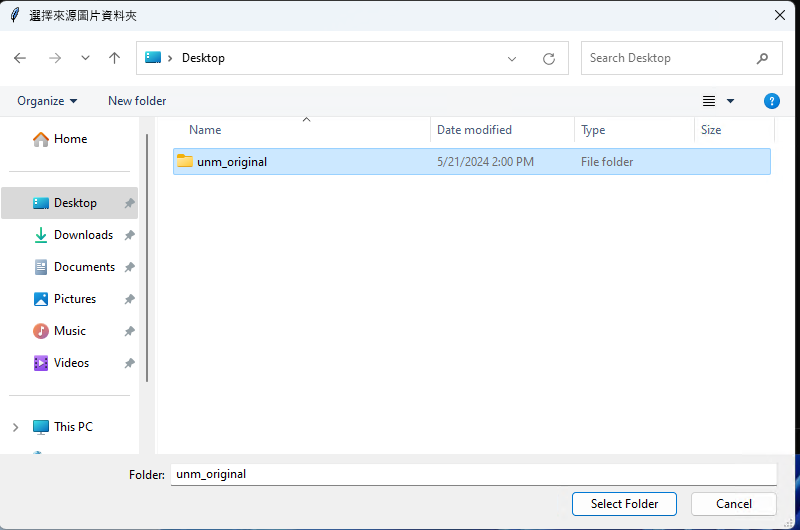 選擇來源圖片資料夾
Desktop
Search Desktop
Organize
New folder
?
Name
Date modified
Type
Size
Home
unm_original
5/21/2024 2:00 PM
File folder
Desktop
Downloads
Documents
Pictures
Music
Videos
This PC
Folder: unm_original
Select Folder
Cancel